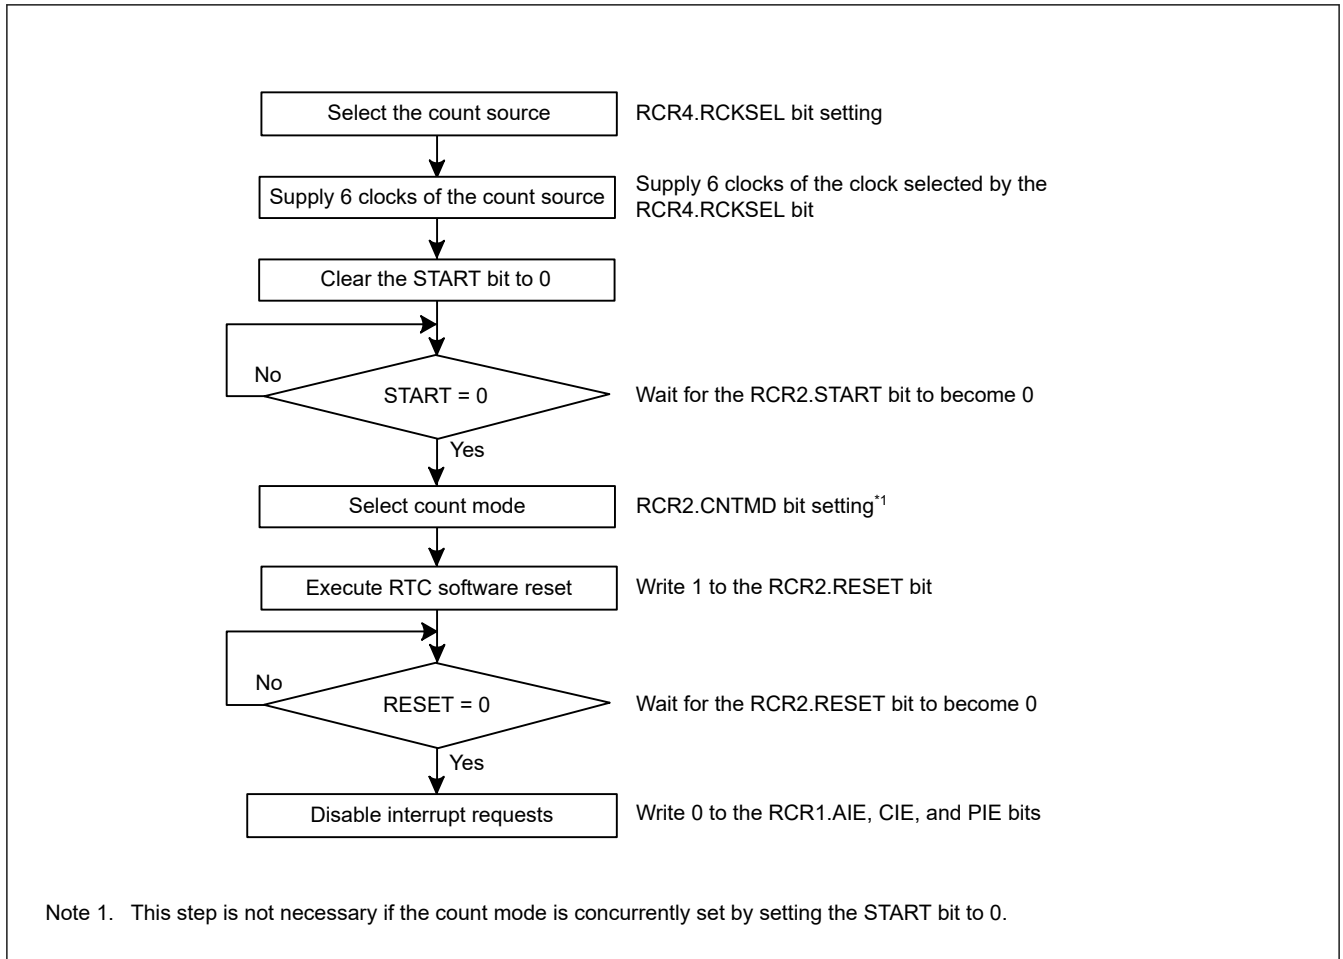 Select the count source
RCR4.RCKSEL bit setting
Supply 6 clocks of the count source
Supply 6 clocks of the clock selected by the
RCR4.RCKSEL bit
Clear the START bit to 0
No
START = 0
Wait for the RCR2.START bit to become 0
Yes
Select count mode
RCR2.CNTMD bit setting*1
Execute RTC software reset
Write 1 to the RCR2.RESET bit
No
RESET = 0
Wait for the RCR2.RESET bit to become 0
Yes
Disable interrupt requests
Write 0 to the RCR1.AIE, CIE, and PIE bits
Note 1. This step is not necessary if the count mode is concurrently set by setting the START bit to 0.